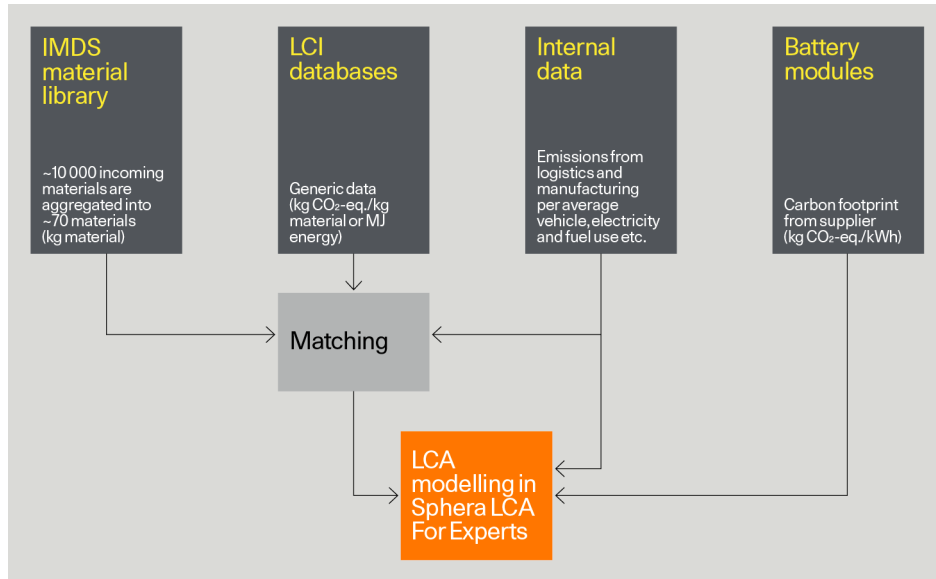 IMDS
material
library
~10 000 incoming
materials are
aggregated into
~70 materials
(kg material)
LCI
databases
Generic data
(kg CO₂-eq./kg
material or MJ
energy)
Internal
data
Emissions from
logistics and
manufacturing
per average
vehicle, electricity
and fuel use etc.
Battery
modules
Carbon footprint
from supplier
(kg CO₂-eq./kWh)
Matching
LCA
modelling in
Sphera LCA
For Experts